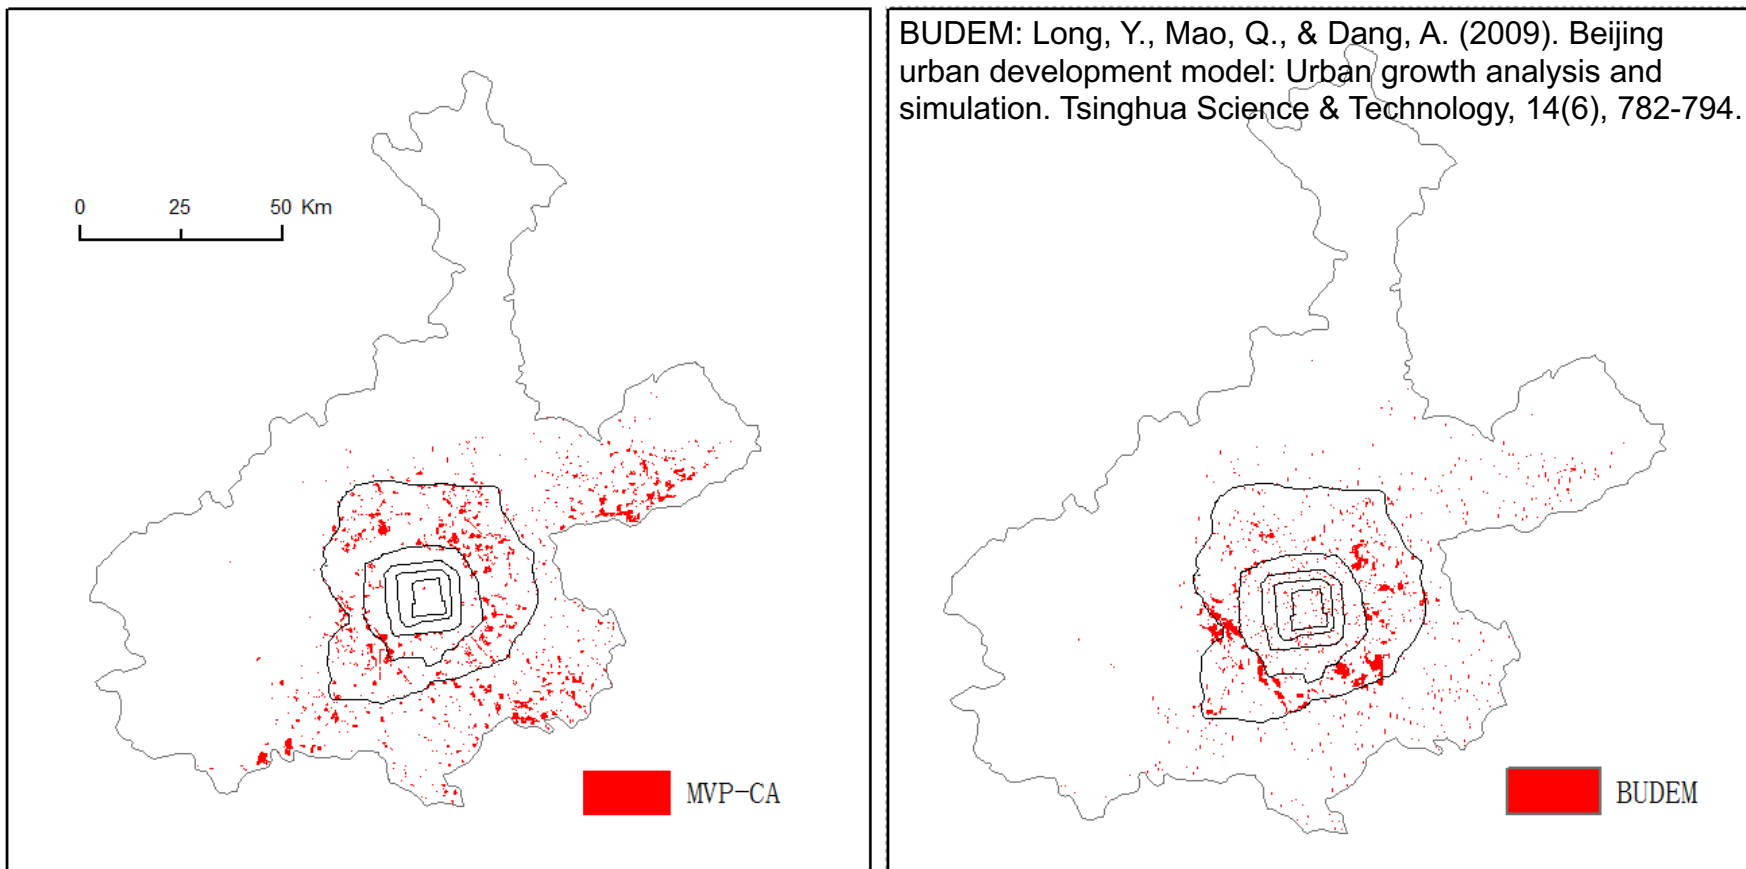 BUDEM: Long, Y., Mao, Q., & Dang, A. (2009). Beijing
urban development model: Urban growth analysis and
simulation. Tsinghua Science & Technology, 14(6), 782-794.
0 25 50 Km
MVP-CA
BUDEM